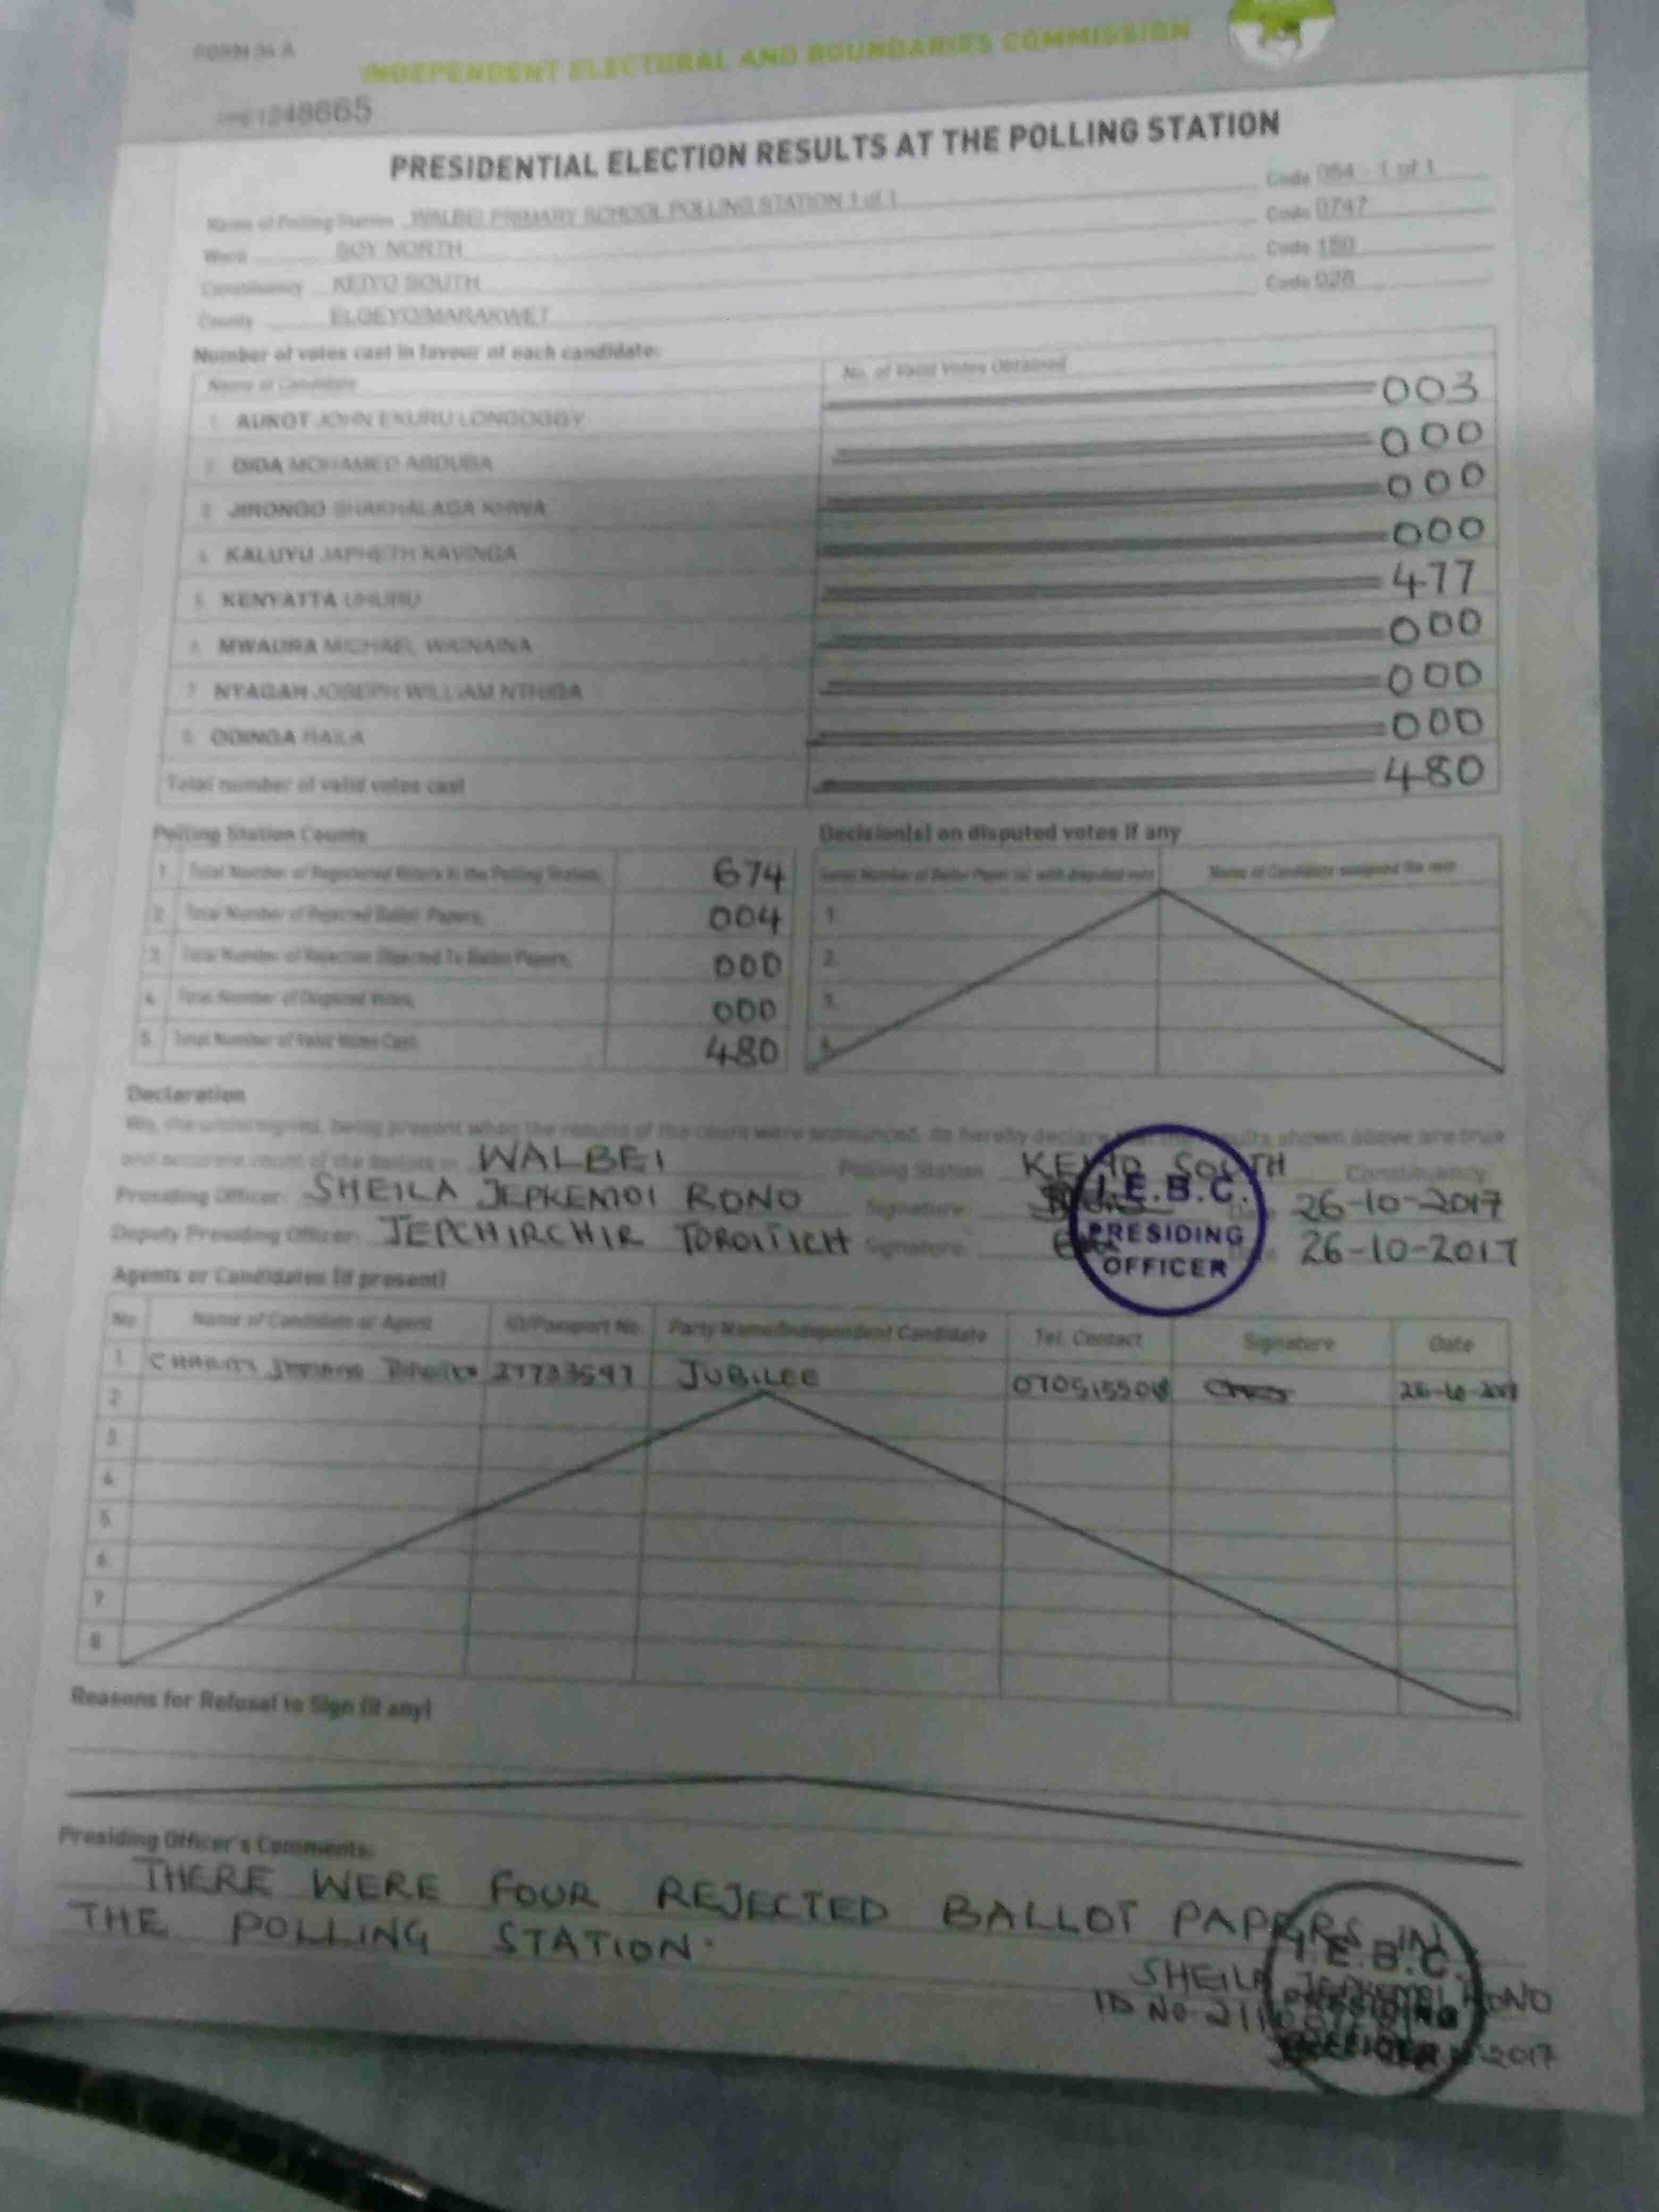 FORM 34 A
INDEPENDENT ELECTORAL AND BOUNDARIES COMMISSION
1248665
PRESIDENTIAL ELECTION RESULTS AT THE POLLING STATION
Name of Polling Station WALBEI PRIMARY SCHOOL POLLING STATION 1 of 1 Code 054 - 1 of 1
Ward SOY NORTH Code 0747
Constituency KEIYO SOUTH Code 150
County ELGEYO/MARAKWET Code 028
Number of votes cast in favour of each candidate:
Name of Candidate No. of Valid Votes Obtained
1. AUKOT JOHN EKURU LONGOGGY 003
2. DIDA MOHAMED ABDUBA 000
3. JIRONGO SHAKHALAGA KHWA 000
4. KALUYU JAPHETH KAVINGA 000
5. KENYATTA UHURU 477
6. MWAURA MICHAEL WAINAINA 000
7. NYAGAH JOSEPH WILLIAM NTHIGA 000
8. ODINGA RAILA 000
Total number of valid votes cast 480
Polling Station Counts
1. Total Number of Registered Voters in the Polling Station 674
2. Total Number of Rejected Ballot Papers 004
3. Total Number of Rejection Objected To Ballot Papers 000
4. Total Number of Disputed Votes 000
5. Total Number of Valid Votes Cast 480
Decision(s) on disputed votes if any
Serial Number of Ballot Paper (s) with disputed vote Name of Candidate assigned the vote
1.
2.
3.
4.
Declaration
We, the undersigned, being present when the results of the count were announced, do hereby declare that the results shown above are true
and accurate count of the Ballots in WALBEI Polling Station KEIYO SOUTH Constituency
Presiding Officer: SHEILA JEPKEMOI RONO Signature: Date 26-10-2017
Deputy Presiding Officer: JEPCHIRCHIR TOROITICH Signature: Date 26-10-2017
I.E.B.C.
PRESIDING
OFFICER
Agents or Candidates (if present)
No. Name of Candidate or Agent ID/Passport No. Party Name/Independent Candidate Tel. Contact Signature Date
1 27733597 JUBILEE 26-10-2017
2
3
4
5
6
7
8
Reasons for Refusal to Sign (if any)
Presiding Officer's Comments:
THERE WERE FOUR REJECTED BALLOT PAPERS IN
THE POLLING STATION.
I.E.B.C.
SHEILA JEPKEMOI RONO
ID NO
PRESIDING
OFFICER
2017